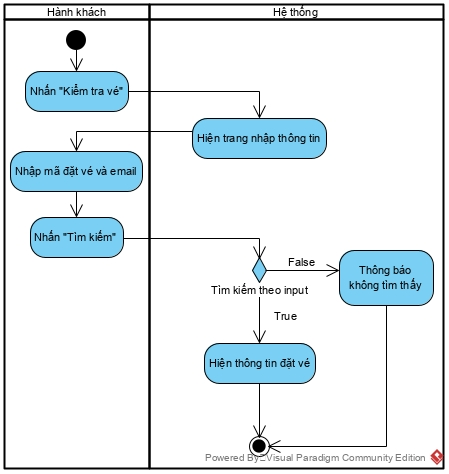 Hành khách
Hệ thống
Nhấn "Kiểm tra vé"
Hiện trang nhập thông tin
Nhập mã đặt vé và email
Nhấn "Tìm kiếm"
False
Thông báo
không tìm thấy
Tìm kiếm theo input
True
Hiện thông tin đặt vé
Powered By Visual Paradigm Community Edition